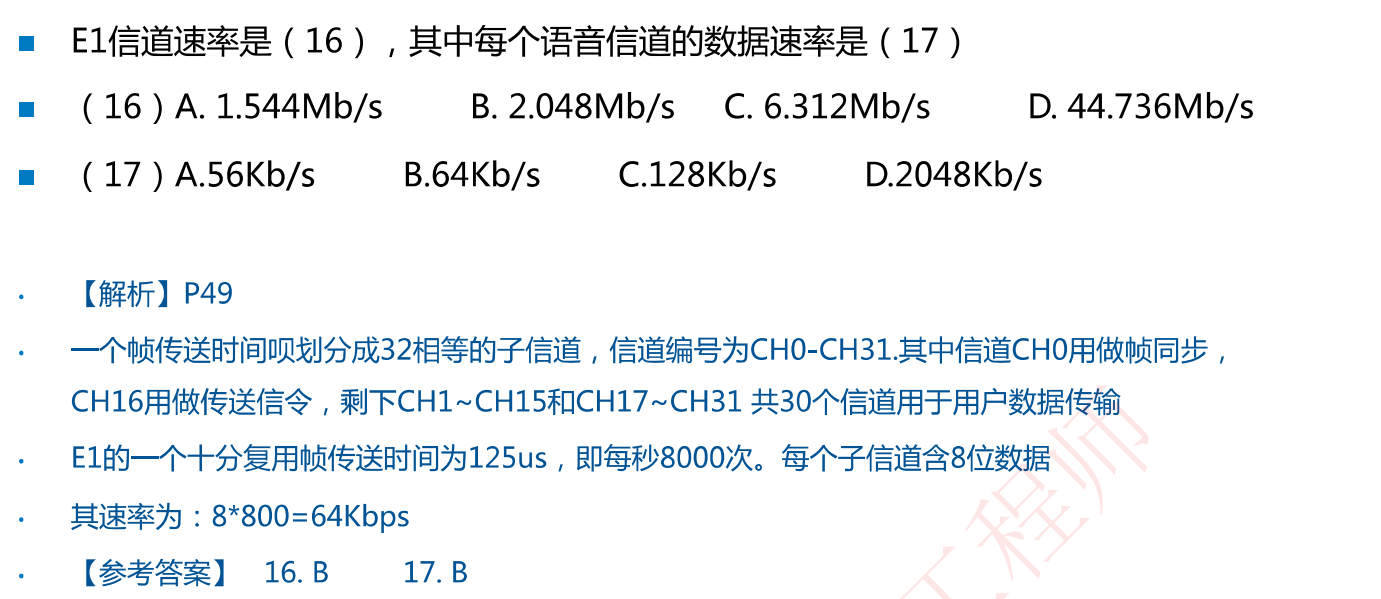 E1信道速率是（16），其中每个语音信道的数据速率是（17）
（16）A. 1.544Mb/s B. 2.048Mb/s C. 6.312Mb/s D. 44.736Mb/s
（17）A.56Kb/s B.64Kb/s C.128Kb/s D.2048Kb/s
【解析】P49
一个帧传送时间呗划分成32相等的子信道，信道编号为CH0-CH31.其中信道CH0用做帧同步，
CH16用做传送信令，剩下CH1~CH15和CH17~CH31 共30个信道用于用户数据传输
E1的一个十分复用帧传送时间为125us，即每秒8000次。每个子信道含8位数据
其速率为：8*800=64Kbps
【参考答案】 16. B 17. B
工程师